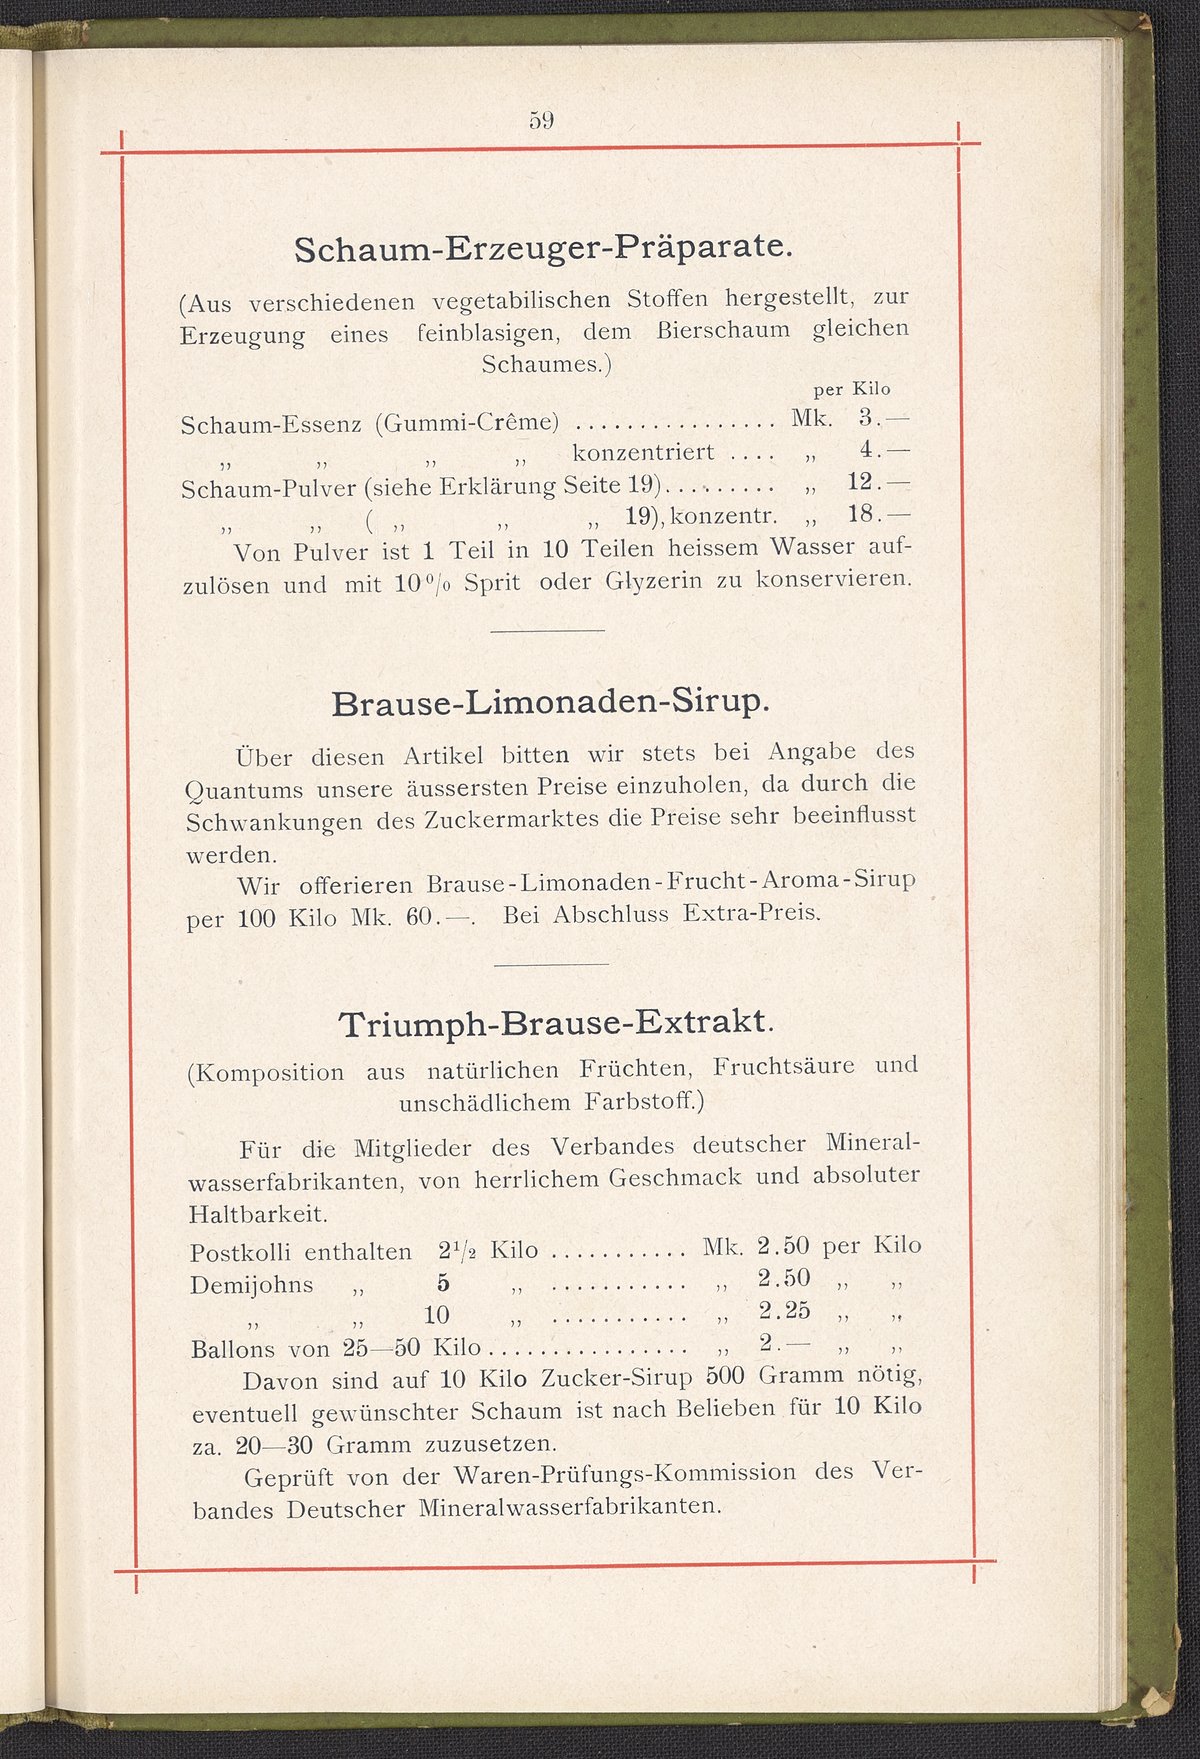 59
Schaum-Erzeuger-Präparate.
(Aus verschiedenen vegetabilischen Stoffen hergestellt, zur
Erzeugung eines feinblasigen, dem Bierschaum gleichen
Schaumes.)
per Kilo
Schaum-Essenz (Gummi-Crême) ................ Mk. 3.—
„ „ „ „ konzentriert .... „ 4.—
Schaum-Pulver (siehe Erklärung Seite 19)......... „ 12.—
„ „ ( „ „ „ 19), konzentr. „ 18.—
Von Pulver ist 1 Teil in 10 Teilen heissem Wasser auf-
zulösen und mit 10% Sprit oder Glyzerin zu konservieren.
Brause-Limonaden-Sirup.
Über diesen Artikel bitten wir stets bei Angabe des
Quantums unsere äussersten Preise einzuholen, da durch die
Schwankungen des Zuckermarktes die Preise sehr beeinflusst
werden.
Wir offerieren Brause-Limonaden-Frucht-Aroma-Sirup
per 100 Kilo Mk. 60.—. Bei Abschluss Extra-Preis.
Triumph-Brause-Extrakt.
(Komposition aus natürlichen Früchten, Fruchtsäure und
unschädlichem Farbstoff.)
Für die Mitglieder des Verbandes deutscher Mineral-
wasserfabrikanten, von herrlichem Geschmack und absoluter
Haltbarkeit.
Postkolli enthalten 2½ Kilo ........... Mk. 2.50 per Kilo
Demijohns „ 5 „ ........... „ 2.50 „ „
„ „ 10 „ ........... „ 2.25 „ „
Ballons von 25—50 Kilo................ „ 2.— „ „
Davon sind auf 10 Kilo Zucker-Sirup 500 Gramm nötig,
eventuell gewünschter Schaum ist nach Belieben für 10 Kilo
za. 20—30 Gramm zuzusetzen.
Geprüft von der Waren-Prüfungs-Kommission des Ver-
bandes Deutscher Mineralwasserfabrikanten.